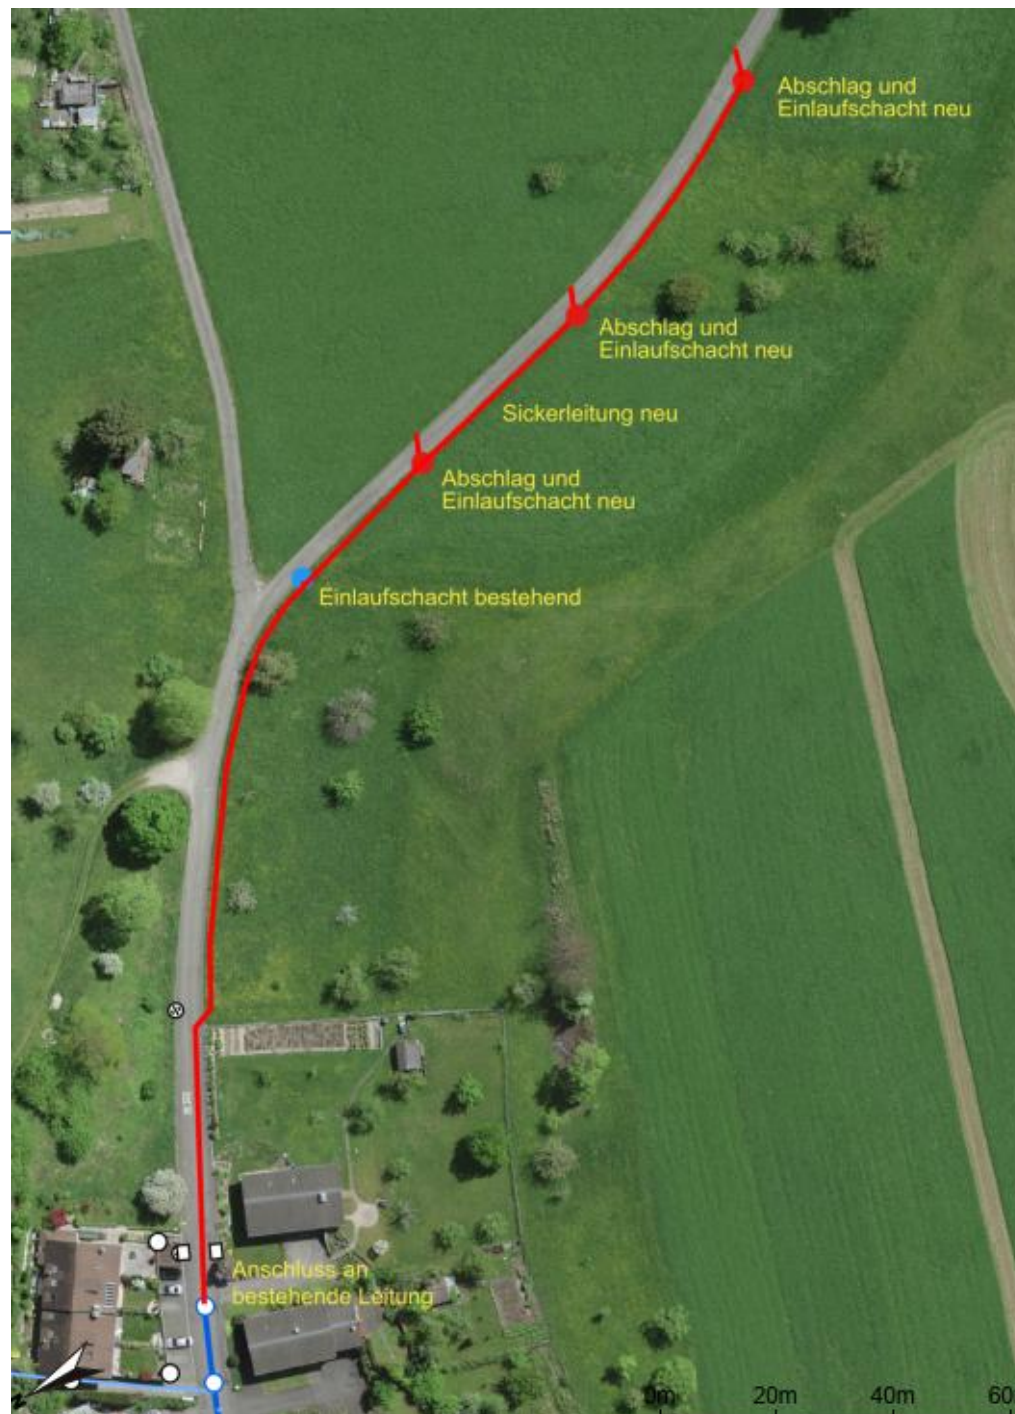 Abschlag und
Einlaufschacht neu
Abschlag und
Einlaufschacht neu
Sickerleitung neu
Abschlag und
Einlaufschacht neu
Einlaufschacht bestehend
Anschluss an
bestehende Leitung
0m 20m 40m 60